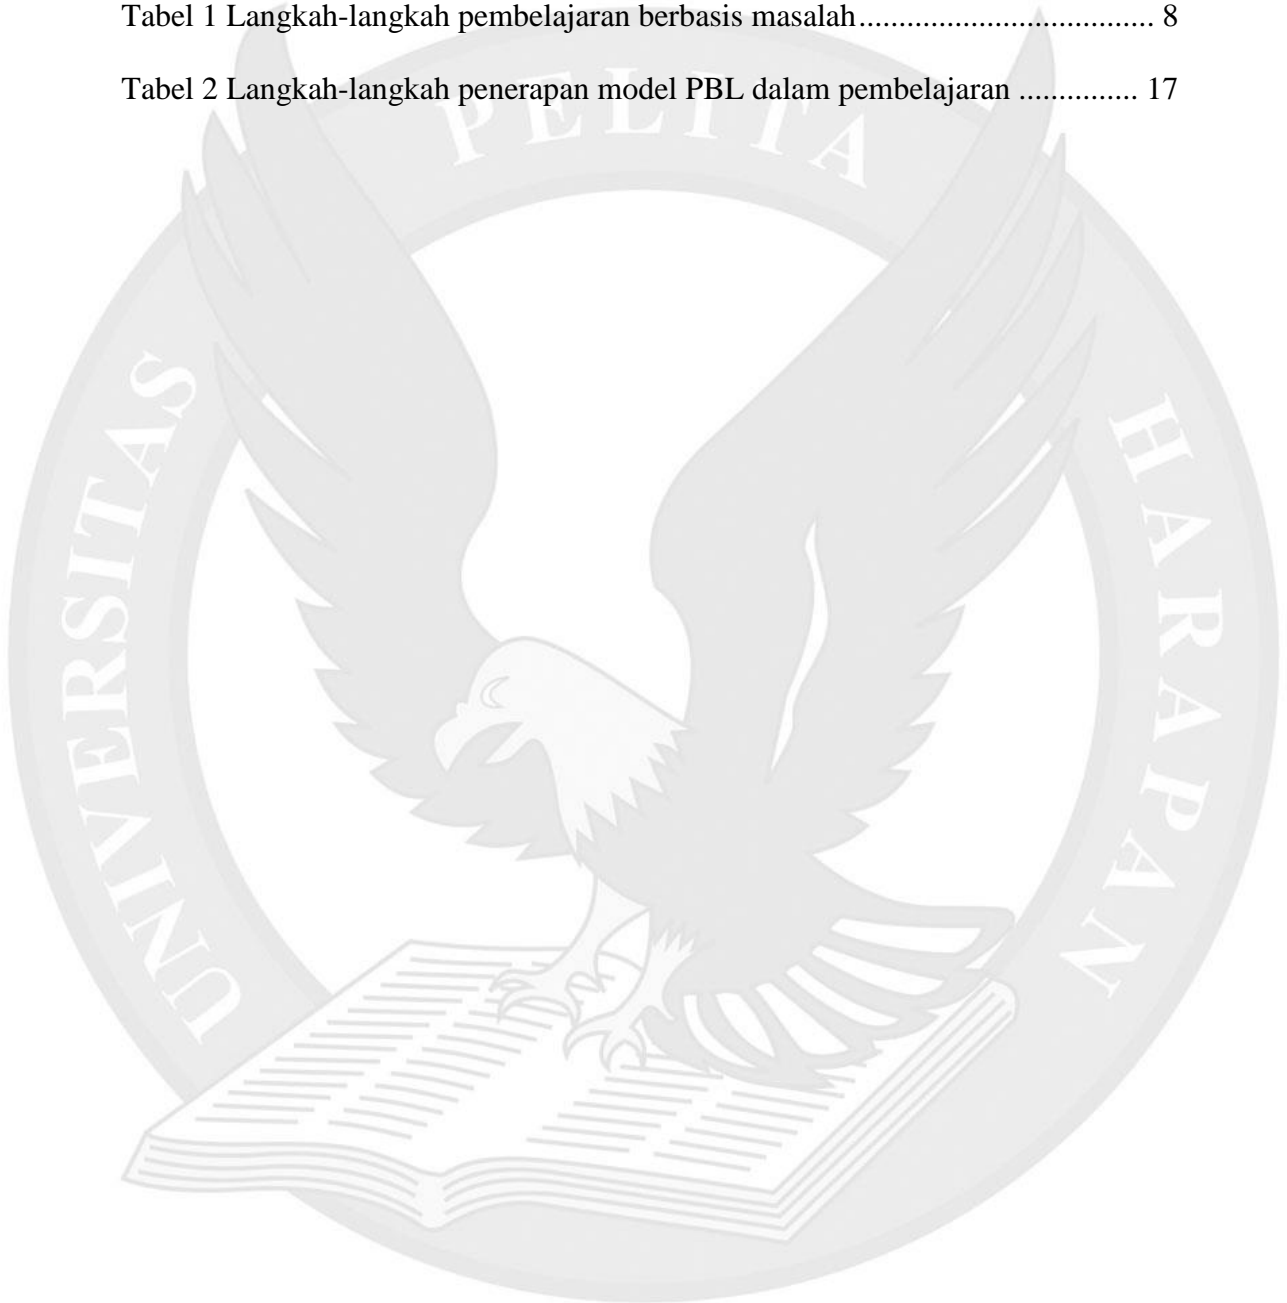 Tabel 1 Langkah-langkah pembelajaran berbasis masalah..................................... 8
Tabel 2 Langkah-langkah penerapan model PBL dalam pembelajaran ............... 17
UNIVERSITAS PELITA HARAPAN